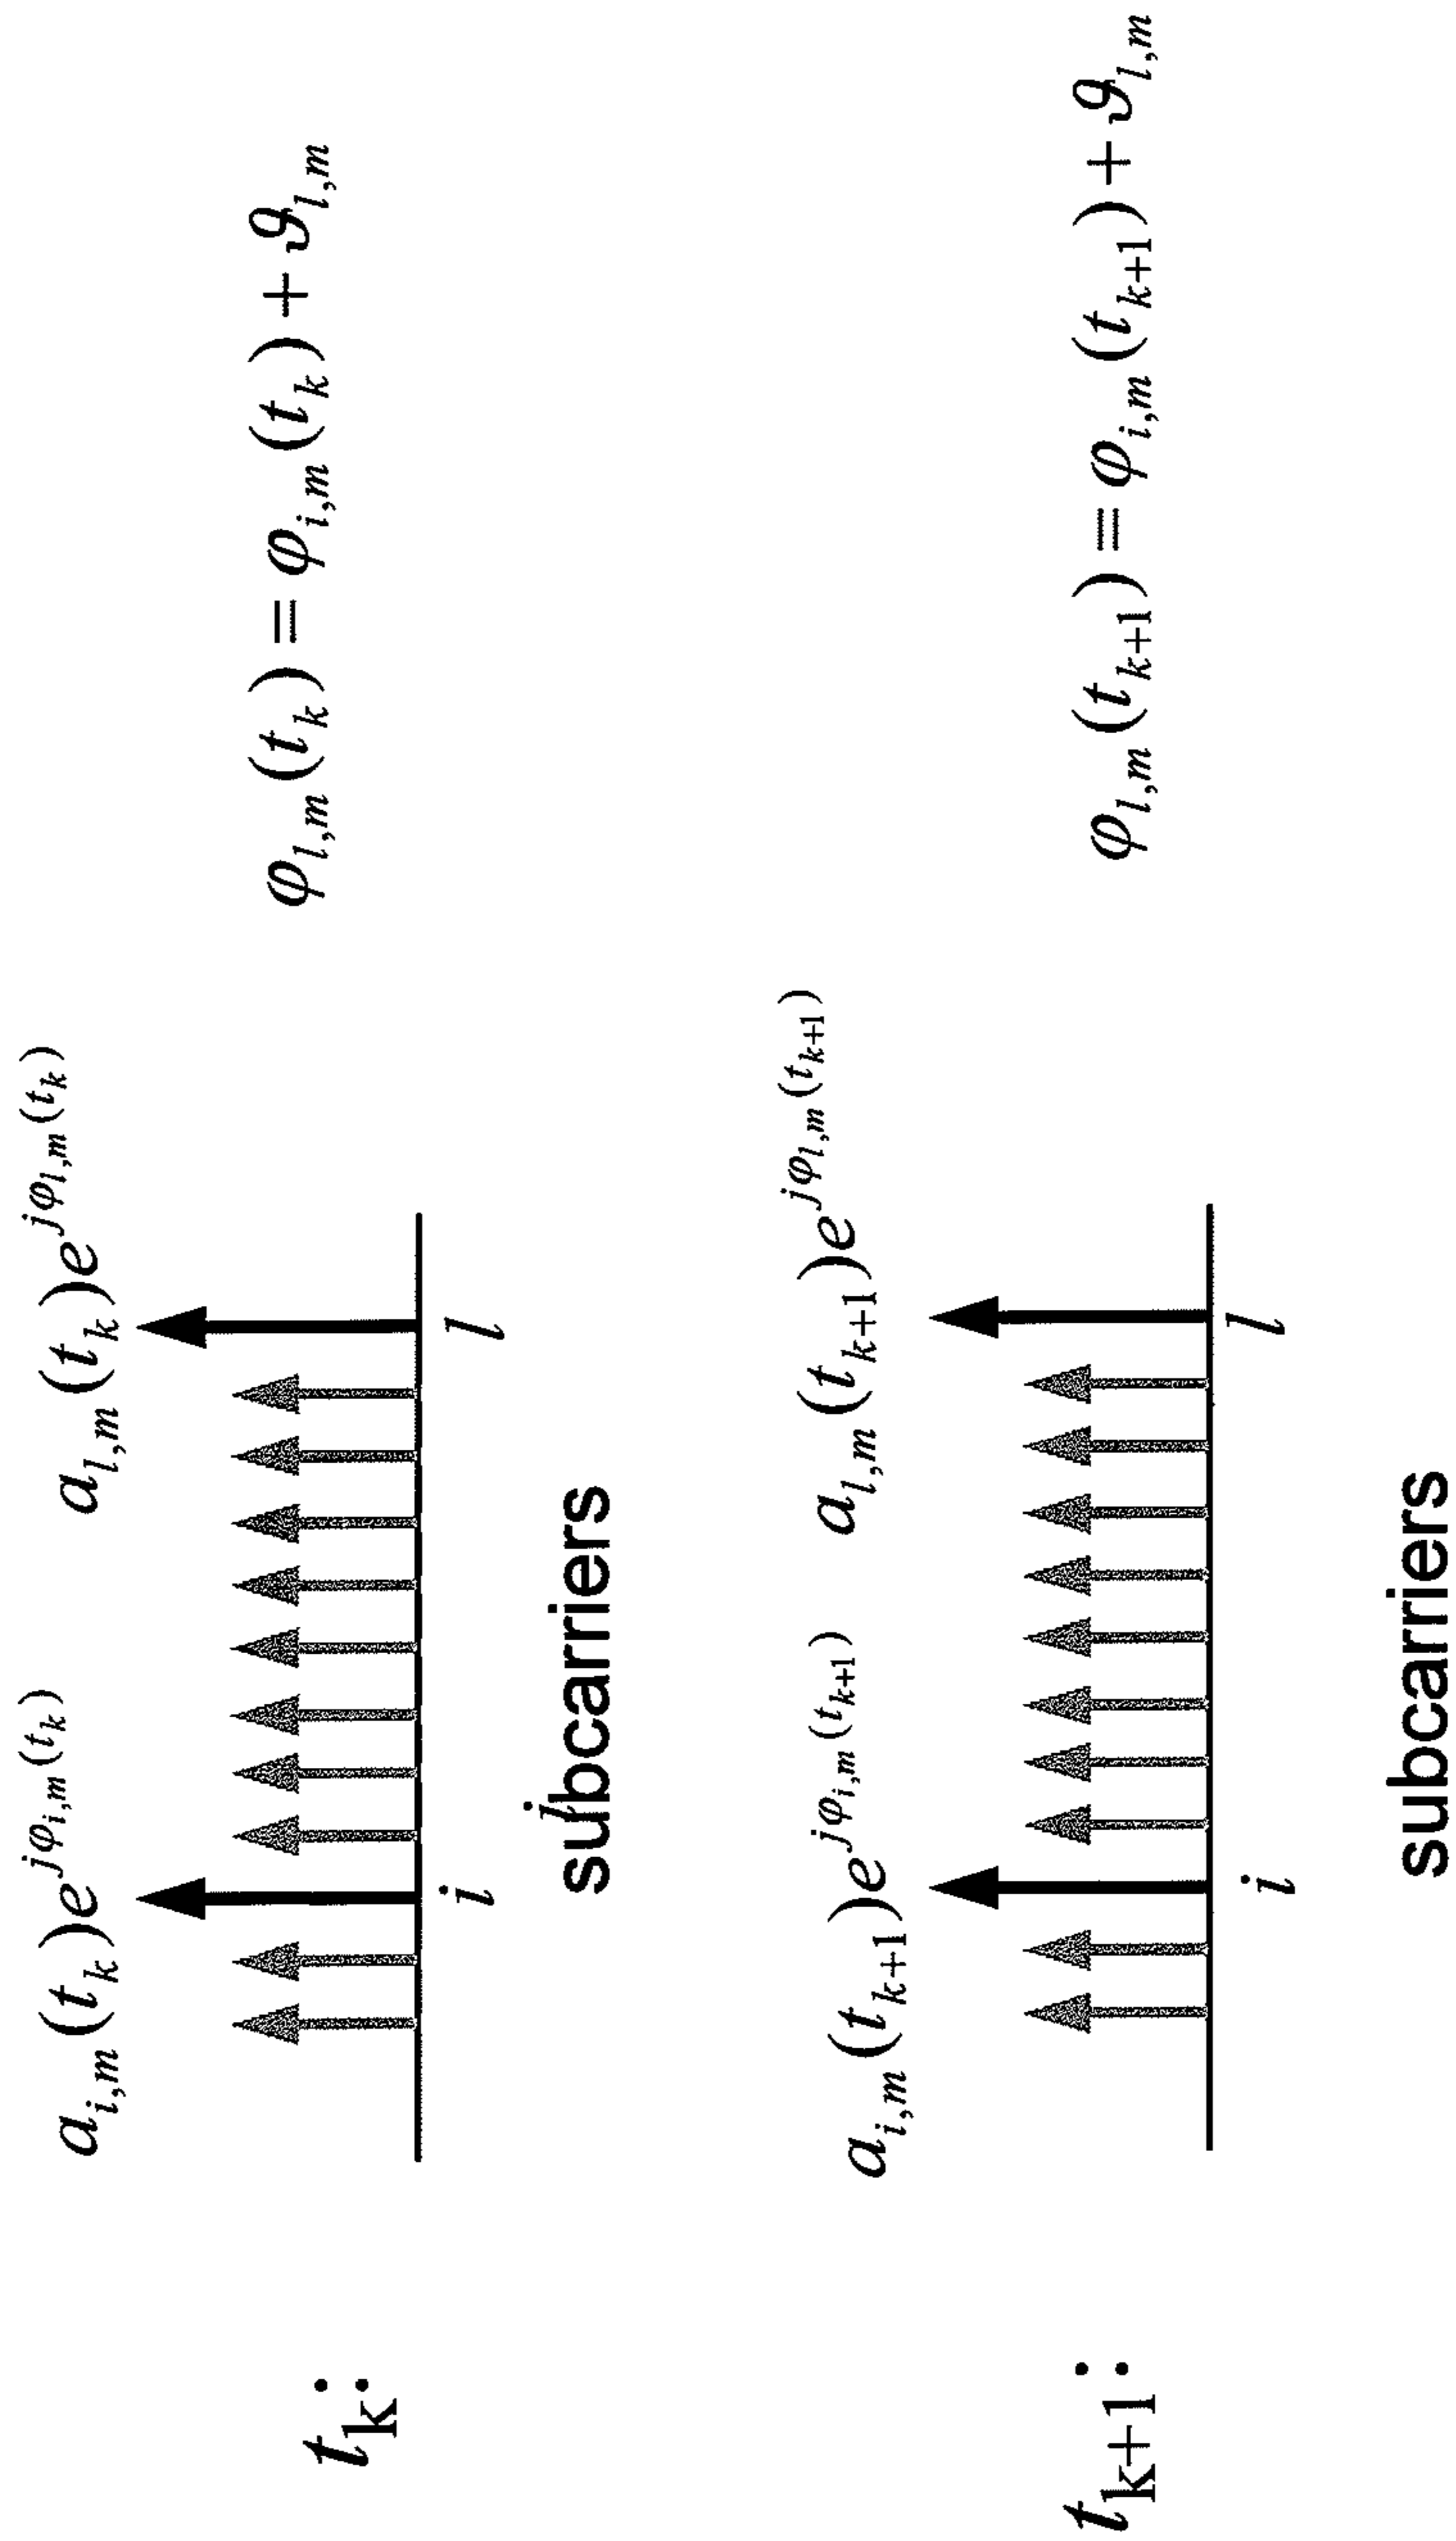 a_{i,m}(t_k)e^{jφ_{i,m}(t_k)} a_{l,m}(t_k)e^{jφ_{l,m}(t_k)}
t_k: φ_{l,m}(t_k) = φ_{i,m}(t_k) + ϑ_{l,m}
i l
i
subcarriers
a_{i,m}(t_{k+1})e^{jφ_{i,m}(t_{k+1})} a_{l,m}(t_{k+1})e^{jφ_{l,m}(t_{k+1})}
t_{k+1}: φ_{l,m}(t_{k+1}) = φ_{i,m}(t_{k+1}) + ϑ_{l,m}
i l
subcarriers